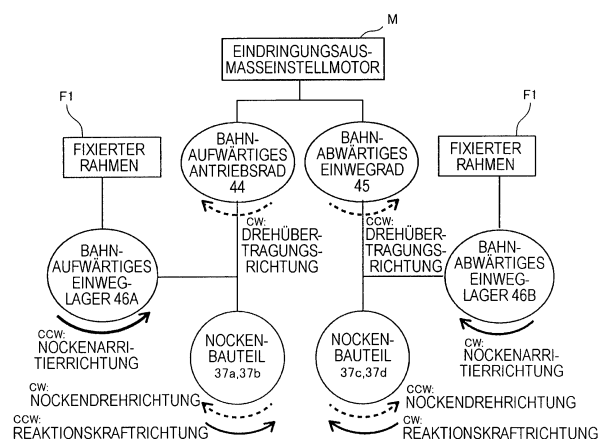 M
EINDRINGUNGSAUS-
MASSEINSTELLMOTOR
F1
FIXIERTER
RAHMEN
BAHN-
AUFWÄRTIGES
ANTRIEBSRAD
44
BAHN-
ABWÄRTIGES
EINWEGRAD
45
F1
FIXIERTER
RAHMEN
CW:
DREHÜBER-
TRAGUNGS-
RICHTUNG
CCW:
DREHÜBER-
TRAGUNGS-
RICHTUNG
BAHN-
AUFWÄRTIGES
EINWEG-
LAGER 46A
BAHN-
ABWÄRTIGES
EINWEG-
LAGER 46B
CCW:
NOCKENARRI-
TIERRICHTUNG
NOCKEN-
BAUTEIL
37a,37b
NOCKEN-
BAUTEIL
37c,37d
CW:
NOCKENARRI-
TIERRICHTUNG
CW:
NOCKENDREHRICHTUNG
CCW:
REAKTIONSKRAFTRICHTUNG
CCW:
NOCKENDREHRICHTUNG
CW:
REAKTIONSKRAFTRICHTUNG